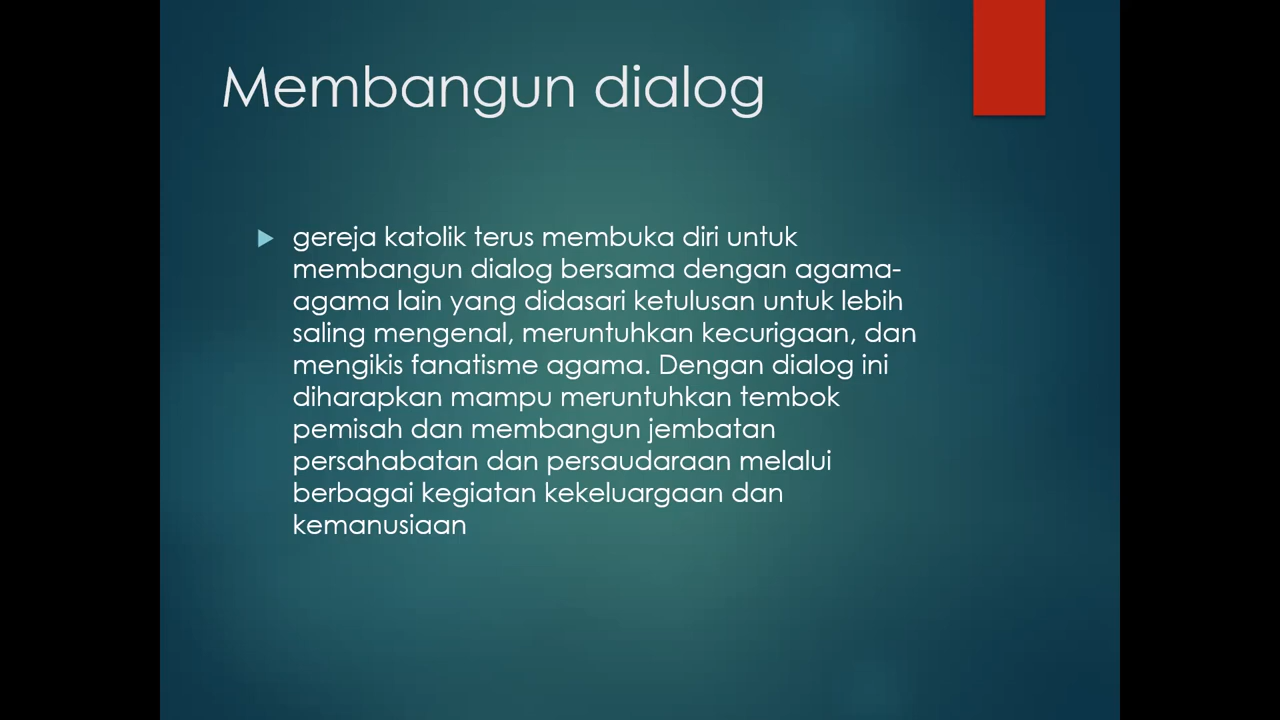 Membangun dialog
gereja katolik terus membuka diri untuk
membangun dialog bersama dengan agama-
agama lain yang didasari ketulusan untuk lebih
saling mengenal, meruntuhkan kecurigaan, dan
mengikis fanatisme agama. Dengan dialog ini
diharapkan mampu meruntuhkan tembok
pemisah dan membangun jembatan
persahabatan dan persaudaraan melalui
berbagai kegiatan kekeluargaan dan
kemanusiaan